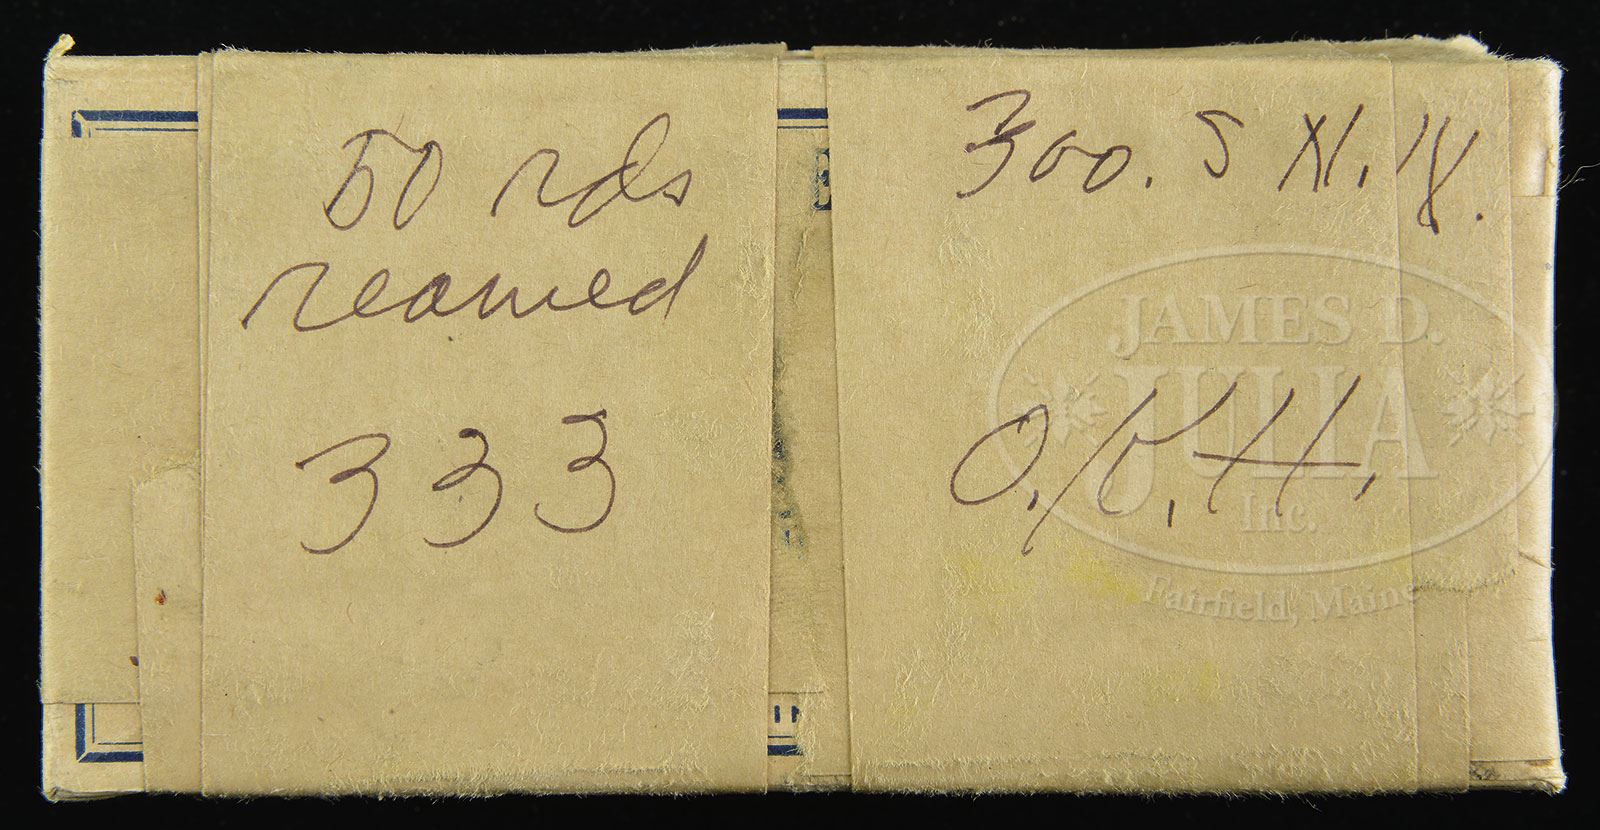 50 rds
reamed
333
300. S
O.K.H.
JAMES D.
JULIA
Inc.
Fairfield, Maine